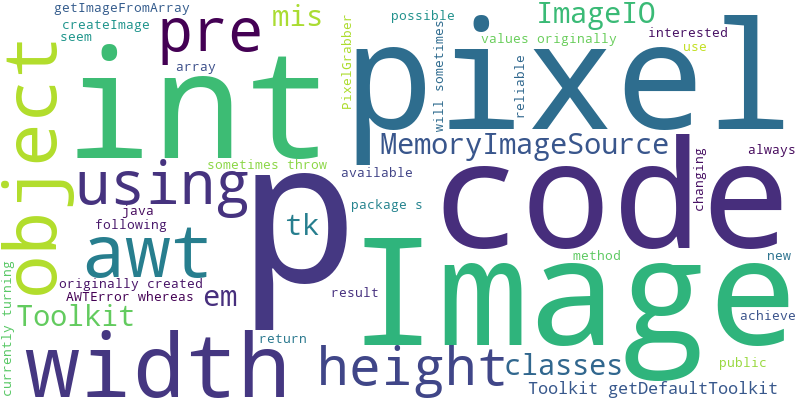 getImageFromArray
createImage
seem
pre
mis
possible
ImageIO
values originally
interested
use
object
int
array
PixelGrabber
pixel
will sometimes
reliable
MemoryImageSource
always
sometimes throw
using
p
available
code
changing
java
following
tk
package s
awt
Image
method
new
originally created
AWTError whereas
em
result
achieve
currently turning
Toolkit
return
width
height
classes
public
Toolkit getDefaultToolkit